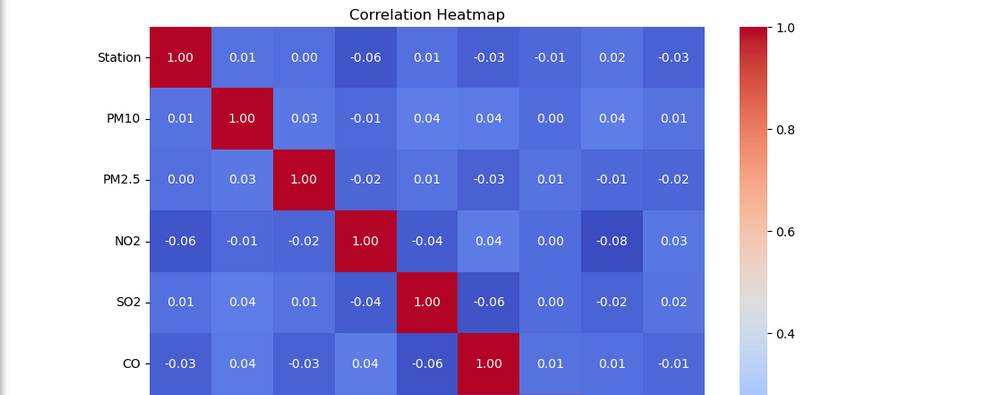 Correlation Heatmap
1.0
Station 1.00 0.01 0.00 -0.06 0.01 -0.03 -0.01 0.02 -0.03
PM10 0.01 1.00 0.03 -0.01 0.04 0.04 0.00 0.04 0.01
0.8
PM2.5 0.00 0.03 1.00 -0.02 0.01 -0.03 0.01 -0.01 -0.02
0.6
NO2 -0.06 -0.01 -0.02 1.00 -0.04 0.04 0.00 -0.08 0.03
SO2 0.01 0.04 0.01 -0.04 1.00 -0.06 0.00 -0.02 0.02
0.4
CO -0.03 0.04 -0.03 0.04 -0.06 1.00 0.01 0.01 -0.01